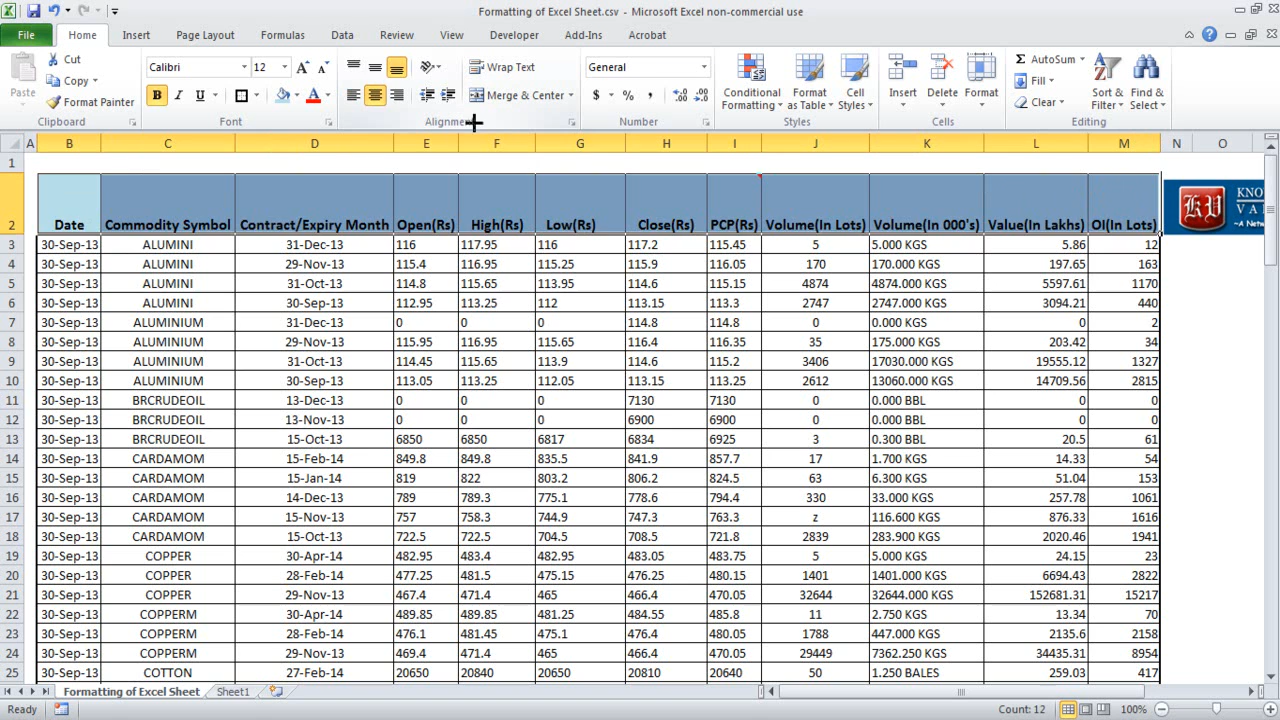 Formatting of Excel Sheet.csv - Microsoft Excel non-commercial use
File Home Insert Page Layout Formulas Data Review View Developer Add-Ins Acrobat
Cut Calibri 12 Wrap Text General AutoSum
Copy Fill
Paste Format Painter Merge & Center Conditional Formatting Format as Table Cell Styles Insert Delete Format Clear Sort & Filter Find & Select
Clipboard Font Number Styles Cells Editing
A B C D E F G H I J K L M N O
1
2 Date Commodity Symbol Contract/Expiry Month Open(Rs) High(Rs) Low(Rs) Close(Rs) PCP(Rs) Volume(In Lots) Volume(In 000's) Value(In Lakhs) OI(In Lots)
3 30-Sep-13 ALUMINI 31-Dec-13 116 117.95 116 117.2 115.45 5 5.000 KGS 5.86 12
4 30-Sep-13 ALUMINI 29-Nov-13 115.4 116.95 115.25 115.9 116.05 170 170.000 KGS 197.65 163
5 30-Sep-13 ALUMINI 31-Oct-13 114.8 115.65 113.95 114.6 115.15 4874 4874.000 KGS 5597.61 1170
6 30-Sep-13 ALUMINI 30-Sep-13 112.95 113.25 112 113.15 113.3 2747 2747.000 KGS 3094.21 440
7 30-Sep-13 ALUMINIUM 31-Dec-13 0 0 0 114.8 114.8 0 0.000 KGS 0 2
8 30-Sep-13 ALUMINIUM 29-Nov-13 115.95 116.95 115.65 116.4 116.35 35 175.000 KGS 203.42 34
9 30-Sep-13 ALUMINIUM 31-Oct-13 114.45 115.65 113.9 114.6 115.2 3406 17030.000 KGS 19555.12 1327
10 30-Sep-13 ALUMINIUM 30-Sep-13 113.05 113.25 112.05 113.15 113.25 2612 13060.000 KGS 14709.56 2815
11 30-Sep-13 BRCRUDEOIL 13-Dec-13 0 0 0 7130 7130 0 0.000 BBL 0 0
12 30-Sep-13 BRCRUDEOIL 13-Nov-13 0 0 0 6900 6900 0 0.000 BBL 0 0
13 30-Sep-13 BRCRUDEOIL 15-Oct-13 6850 6850 6817 6834 6925 3 0.300 BBL 20.5 61
14 30-Sep-13 CARDAMOM 15-Feb-14 849.8 849.8 835.5 841.9 857.7 17 1.700 KGS 14.33 54
15 30-Sep-13 CARDAMOM 15-Jan-14 819 822 803.2 806.2 824.5 63 6.300 KGS 51.04 153
16 30-Sep-13 CARDAMOM 14-Dec-13 789 789.3 775.1 778.6 794.4 330 33.000 KGS 257.78 1061
17 30-Sep-13 CARDAMOM 15-Nov-13 757 758.3 744.9 747.3 763.3 z 116.600 KGS 876.33 1616
18 30-Sep-13 CARDAMOM 15-Oct-13 722.5 722.5 704.5 708.5 721.8 2839 283.900 KGS 2020.46 1941
19 30-Sep-13 COPPER 30-Apr-14 482.95 483.4 482.95 483.05 483.75 5 5.000 KGS 24.15 23
20 30-Sep-13 COPPER 28-Feb-14 477.25 481.5 475.15 476.25 480.15 1401 1401.000 KGS 6694.43 2822
21 30-Sep-13 COPPER 29-Nov-13 467.4 471.4 465 466.4 470.05 32644 32644.000 KGS 152681.31 15217
22 30-Sep-13 COPPERM 30-Apr-14 489.85 489.85 481.25 484.55 485.8 11 2.750 KGS 13.34 70
23 30-Sep-13 COPPERM 28-Feb-14 476.1 481.45 475.1 476.4 480.05 1788 447.000 KGS 2135.6 2158
24 30-Sep-13 COPPERM 29-Nov-13 469.4 471.4 465 466.4 470.05 29449 7362.250 KGS 34435.31 8954
25 30-Sep-13 COTTON 27-Feb-14 20650 20840 20650 20810 20640 50 1.250 BALES 259.03 417
KV KNO
VA
~A Netw
Formatting of Excel Sheet Sheet1
Ready Count: 12 100%